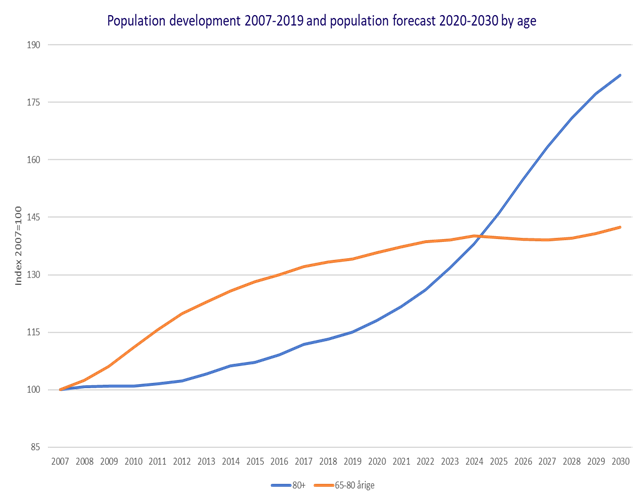 Population development 2007-2019 and population forecast 2020-2030 by age
190
175
160
145
130
115
100
85
Index 2007=100
2007 2008 2009 2010 2011 2012 2013 2014 2015 2016 2017 2018 2019 2020 2021 2022 2023 2024 2025 2026 2027 2028 2029 2030
80+ 65-80 årige